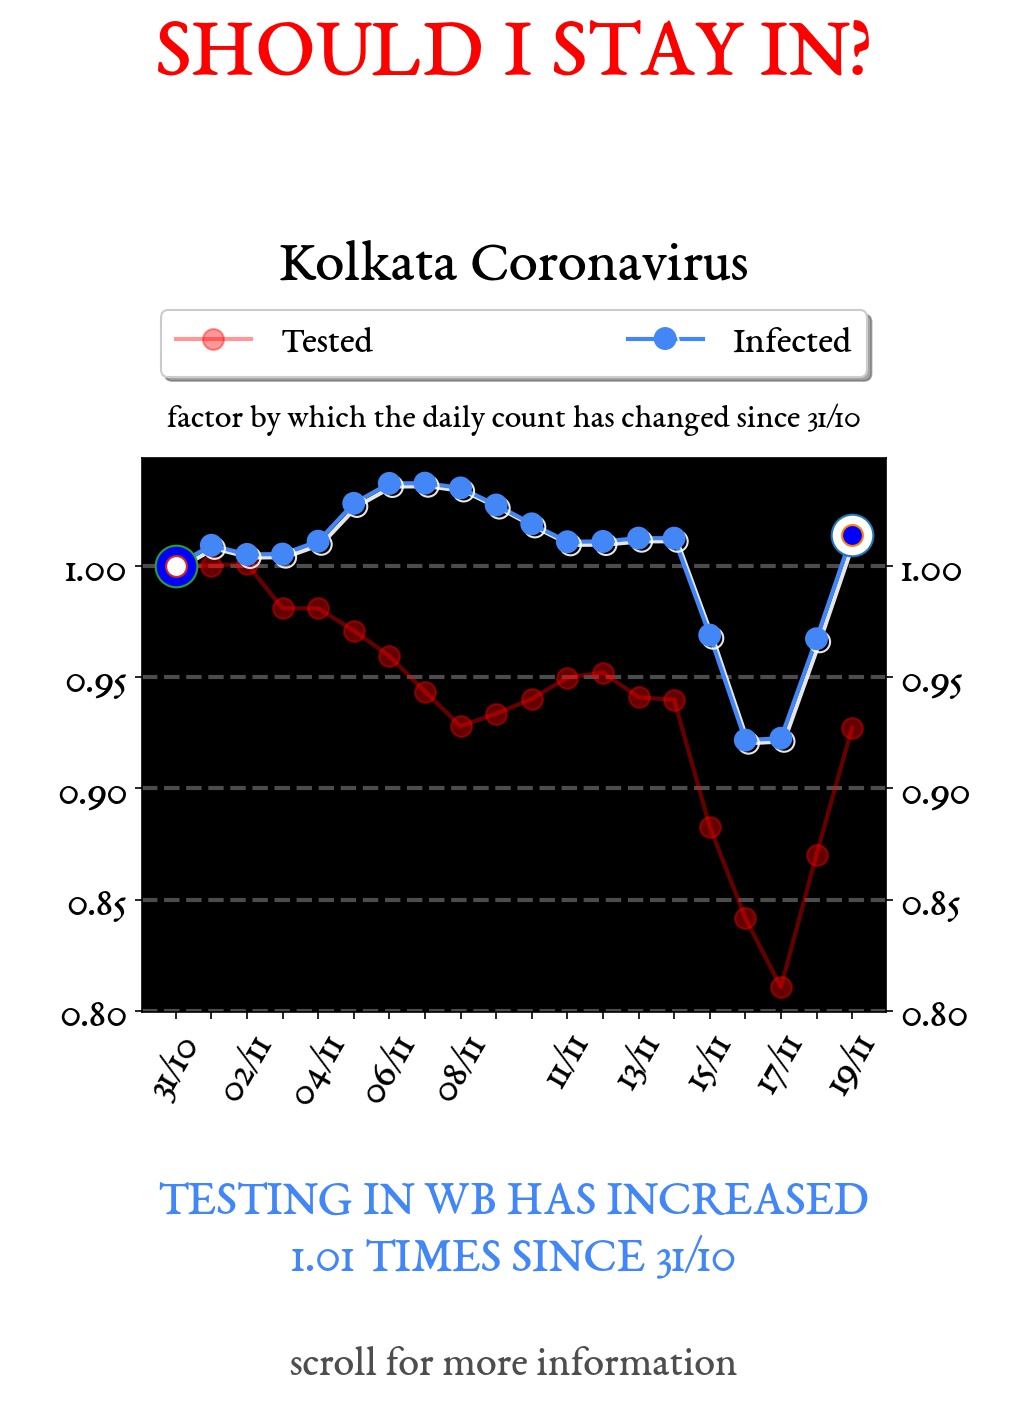 SHOULD I STAY IN?
Kolkata Coronavirus
Tested Infected
factor by which the daily count has changed since 31/10
1.00 1.00
0.95 0.95
0.90 0.90
0.85 0.85
0.80 0.80
31/10 02/11 04/11 06/11 08/11 11/11 13/11 15/11 17/11 19/11
TESTING IN WB HAS INCREASED
1.01 TIMES SINCE 31/10
scroll for more information